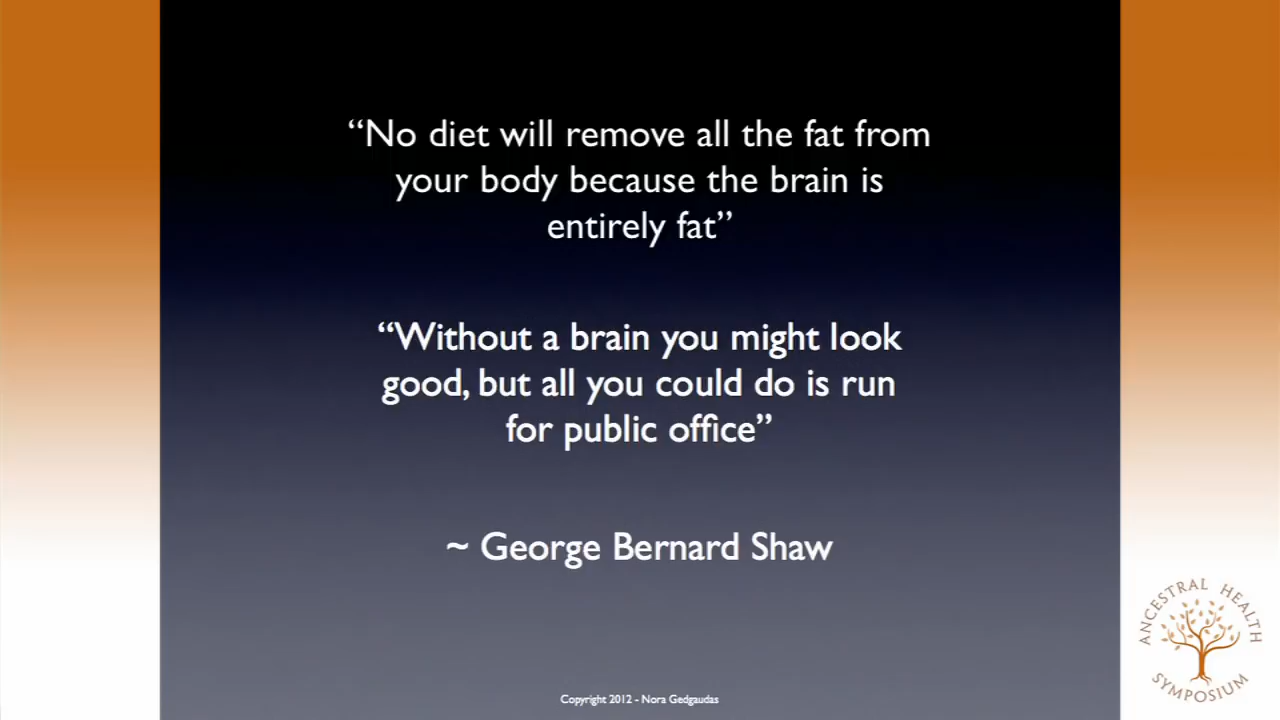 “No diet will remove all the fat from
your body because the brain is
entirely fat”
“Without a brain you might look
good, but all you could do is run
for public office”
~ George Bernard Shaw
ANCESTRAL HEALTH
SYMPOSIUM
Copyright 2012 - Nora Gedgaudas